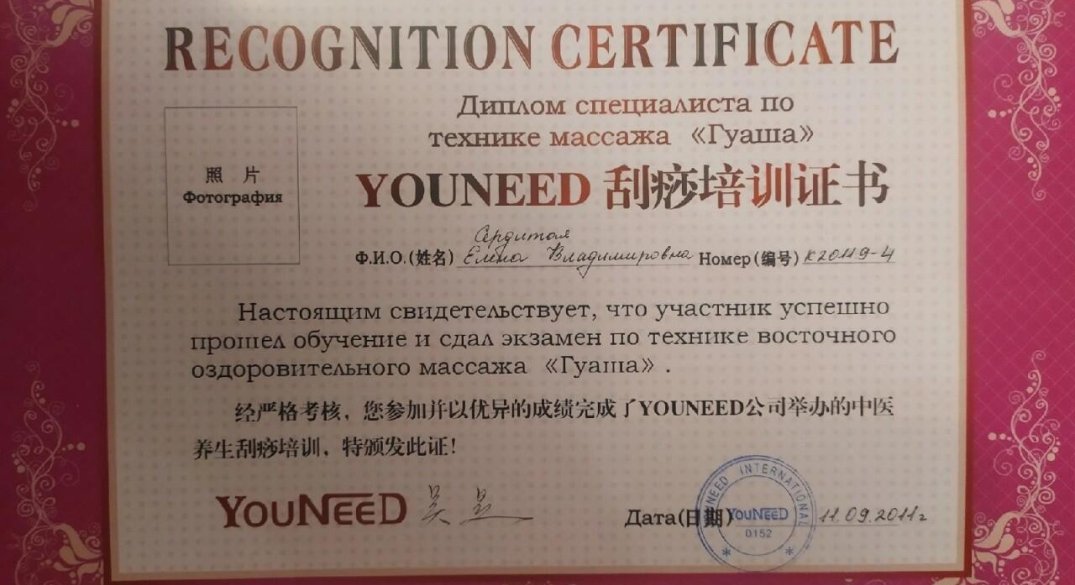 RECOGNITION CERTIFICATE
Диплом специалиста по
технике массажа «Гуаша»
照 片
Фотография
YOUNEED 刮痧培训证书
Сердитая
Ф.И.О.(姓名) Елена Владимировна Номер(编号) K20119-4
Настоящим свидетельствует, что участник успешно
прошел обучение и сдал экзамен по технике восточного
оздоровительного массажа «Гуаша».
经严格考核，您参加并以优异的成绩完成了YOUNEED公司举办的中医
养生刮痧培训，特颁发此证！
YOUNEED
Дата(日期) 11.09.2011г
YOUNEED INTERNATIONAL
YOUNEED
0152